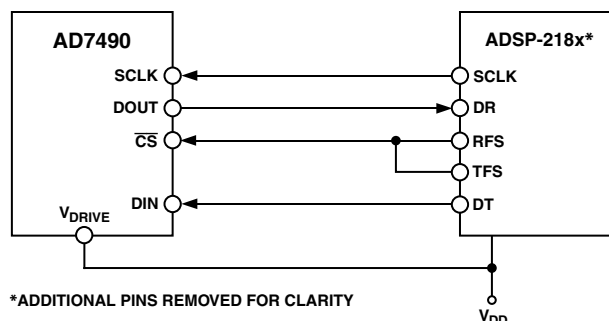 AD7490
ADSP-218x*
SCLK
SCLK
DOUT
DR
CS
RFS
TFS
DIN
DT
VDRIVE
*ADDITIONAL PINS REMOVED FOR CLARITY
VDD